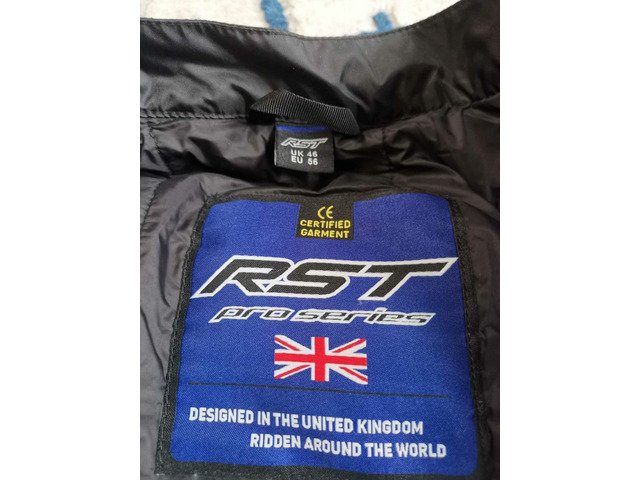 RST
UK 46
EU 56
CE
CERTIFIED
GARMENT
RST
pro series
DESIGNED IN THE UNITED KINGDOM
RIDDEN AROUND THE WORLD